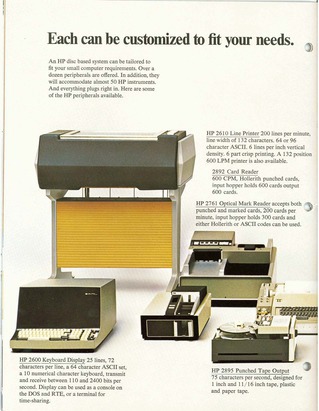 Each can be customized to fit your needs.
An HP disc based system can be tailored to
fit your small computer requirements. Over a
dozen peripherals are offered. In addition, they
will accommodate almost 50 HP instruments.
And everything plugs right in. Here are some
of the HP peripherals available.
HP 2610 Line Printer 200 lines per minute,
line width of 132 characters, 64 or 96
character ASCII, 6 lines per inch vertical
density. 6 part crisp printing. A 132 position
600 LPM printer is also available.
2892 Card Reader
600 CPM, Hollerith punched cards,
input hopper holds 600 cards output
600 cards.
HP 2761 Optical Mark Reader accepts both
punched and marked cards, 200 cards per
minute, input hopper holds 300 cards and
either Hollerith or ASCII codes can be used.
HP 2600 Keyboard Display 25 lines, 72
characters per line, a 64 character ASCII set,
a 10 numerical character keyboard, transmit
and receive between 110 and 2400 bits per
second. Display can be used as a console on
the DOS and RTE, or a terminal for
time-sharing.
HP 2895 Punched Tape Output
75 characters per second, designed for
1 inch and 11/16 inch tape, plastic
and paper tape.